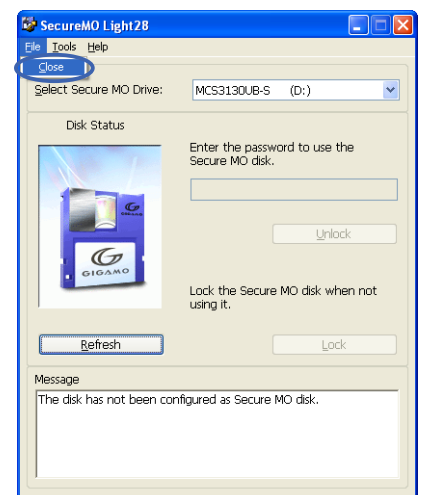 SecureMO Light28
File Tools Help
Close
Select Secure MO Drive: MCS3130UB-S (D:)
Disk Status
Enter the password to use the
Secure MO disk.
Unlock
GIGAMO
Lock the Secure MO disk when not
using it.
Refresh
Lock
Message
The disk has not been configured as Secure MO disk.